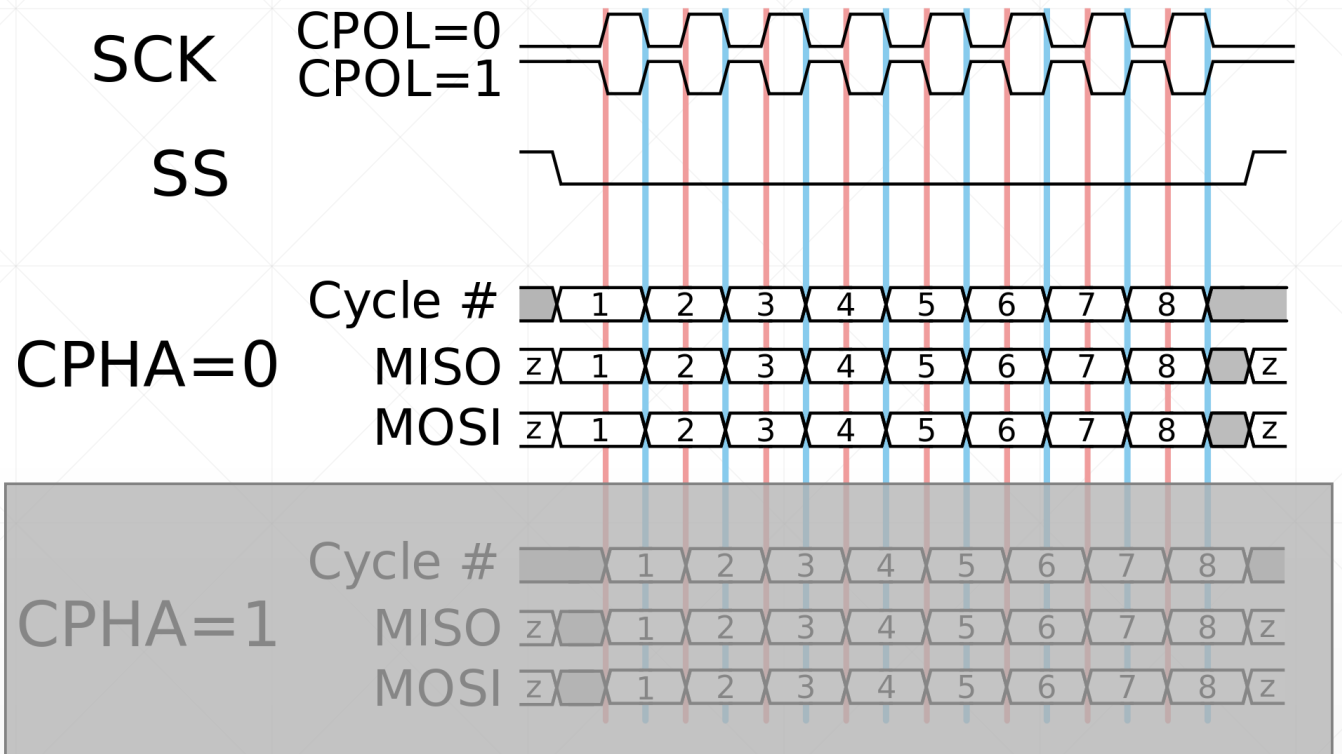 SCK CPOL=0
CPOL=1
SS
Cycle # 1 2 3 4 5 6 7 8
CPHA=0 MISO z 1 2 3 4 5 6 7 8 z
MOSI z 1 2 3 4 5 6 7 8 z
Cycle # 1 2 3 4 5 6 7 8
CPHA=1 MISO z 1 2 3 4 5 6 7 8 z
MOSI z 1 2 3 4 5 6 7 8 z